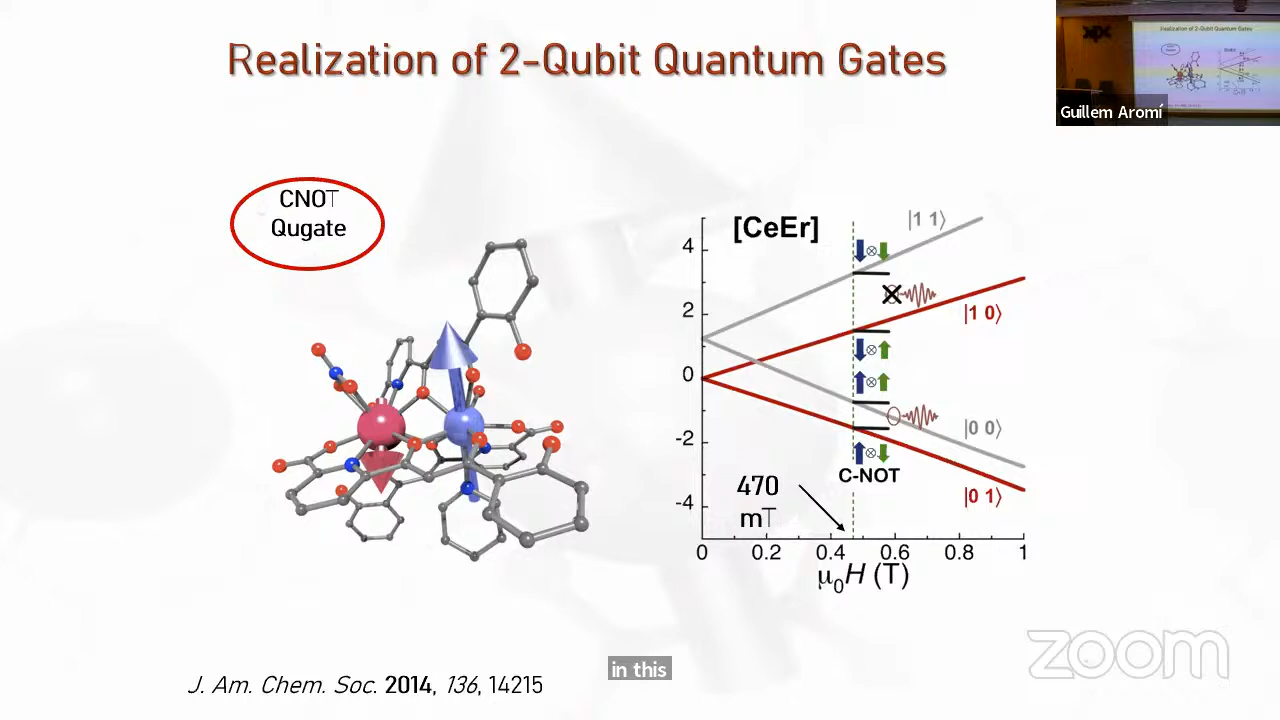 Realization of 2-Qubit Quantum Gates
Guillem Aromí
CNOT
Qugate
[CeEr]
|1 1⟩
|1 0⟩
|0 0⟩
|0 1⟩
C-NOT
470
mT
4
2
0
-2
-4
0 0.2 0.4 0.6 0.8 1
μ0H (T)
zoom
in this
J. Am. Chem. Soc. 2014, 136, 14215